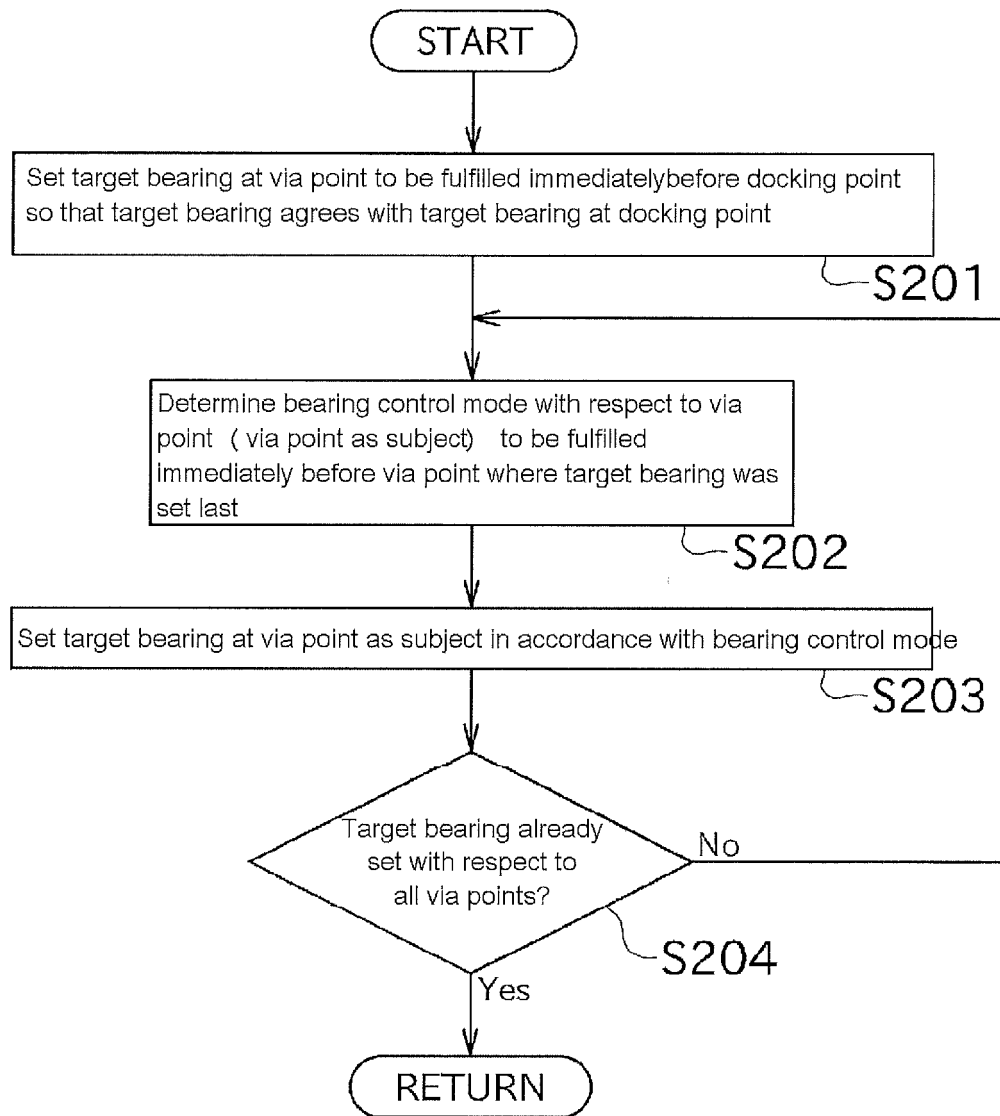 START
Set target bearing at via point to be fulfilled immediatelybefore docking point
so that target bearing agrees with target bearing at docking point
S201
Determine bearing control mode with respect to via
point ( via point as subject) to be fulfilled
immediately before via point where target bearing was
set last
S202
Set target bearing at via point as subject in accordance with bearing control mode
S203
Target bearing already
set with respect to
all via points?
No
S204
Yes
RETURN